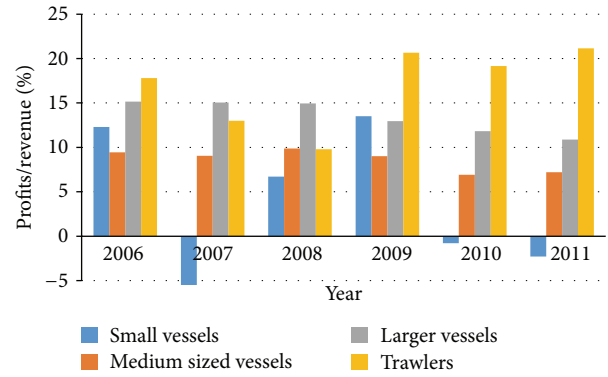 25
20
15
10
5
0
−5
Profits/revenue (%)
2006 2007 2008 2009 2010 2011
Year
Small vessels Larger vessels
Medium sized vessels Trawlers